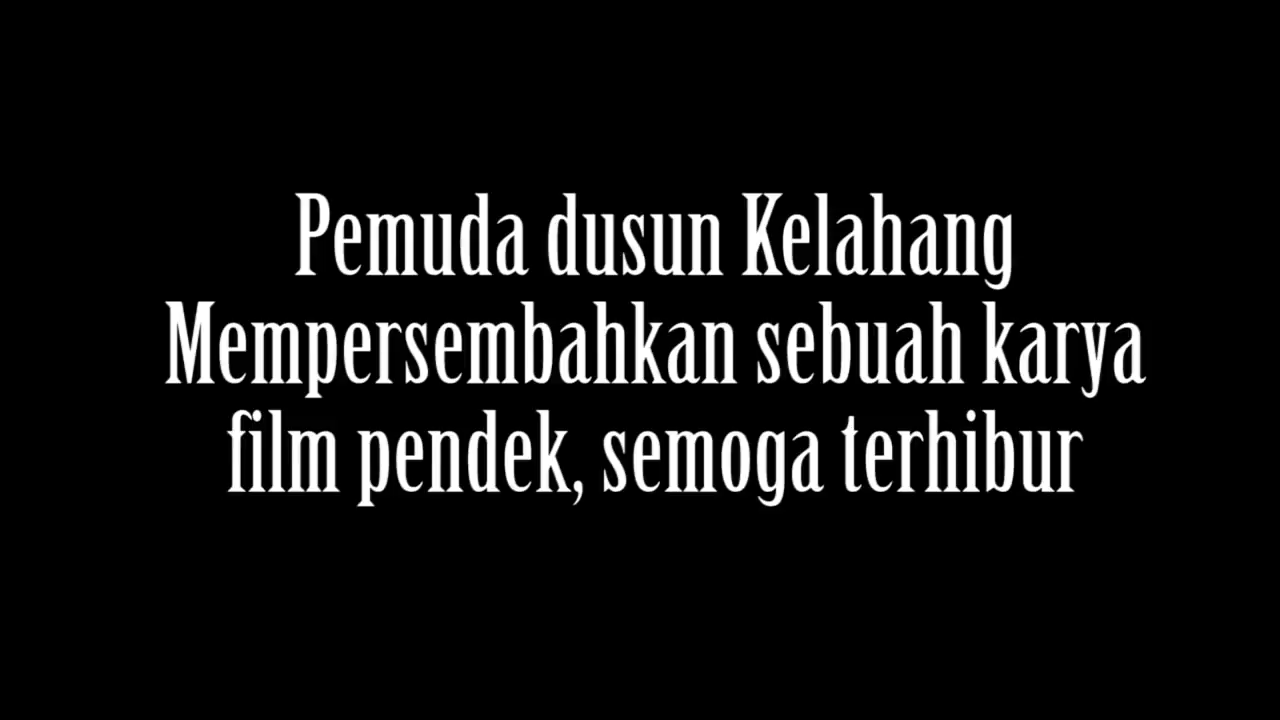 Pemuda dusun Kelahang
Mempersembahkan sebuah karya
film pendek, semoga terhibur